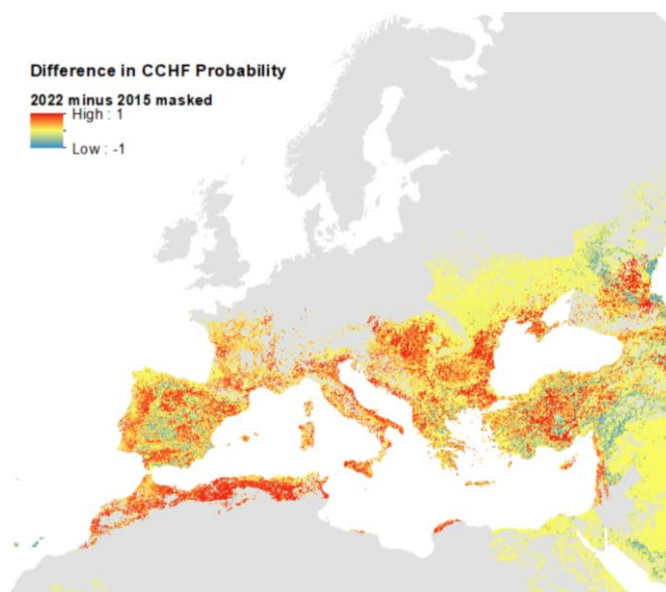 Difference in CCHF Probability
2022 minus 2015 masked
High : 1
Low : -1